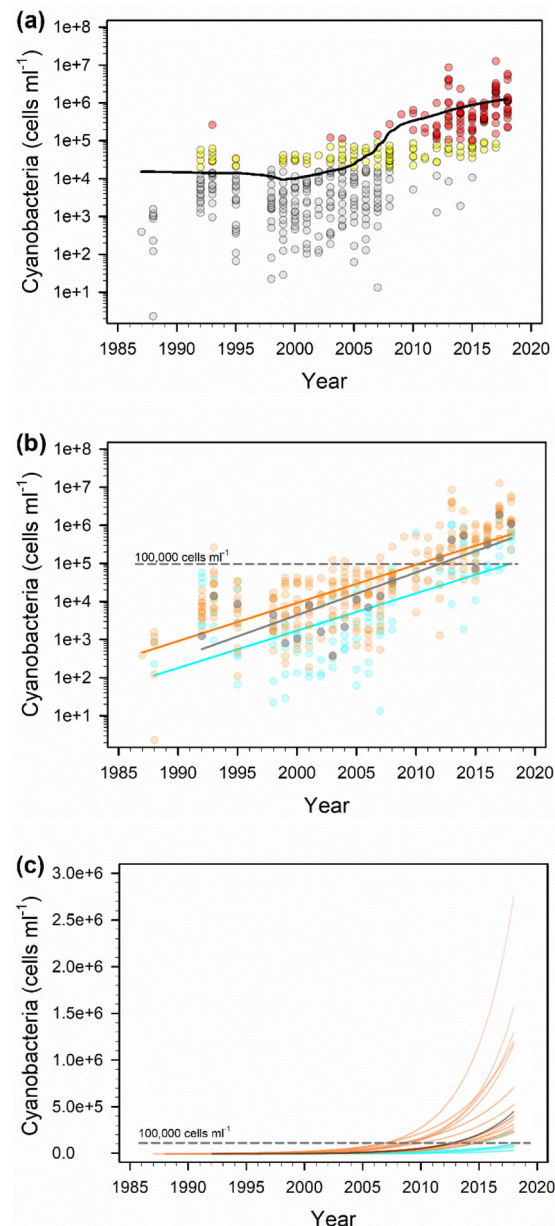 (a)
1e+8
1e+7
1e+6
1e+5
1e+4
1e+3
1e+2
1e+1
Cyanobacteria (cells ml⁻¹)
1985 1990 1995 2000 2005 2010 2015 2020
Year
(b)
1e+8
1e+7
1e+6
1e+5
1e+4
1e+3
1e+2
1e+1
Cyanobacteria (cells ml⁻¹)
100,000 cells ml⁻¹
1985 1990 1995 2000 2005 2010 2015 2020
Year
(c)
3.0e+6
2.5e+6
2.0e+6
1.5e+6
1.0e+6
5.0e+5
0.0
Cyanobacteria (cells ml⁻¹)
100,000 cells ml⁻¹
1985 1990 1995 2000 2005 2010 2015 2020
Year